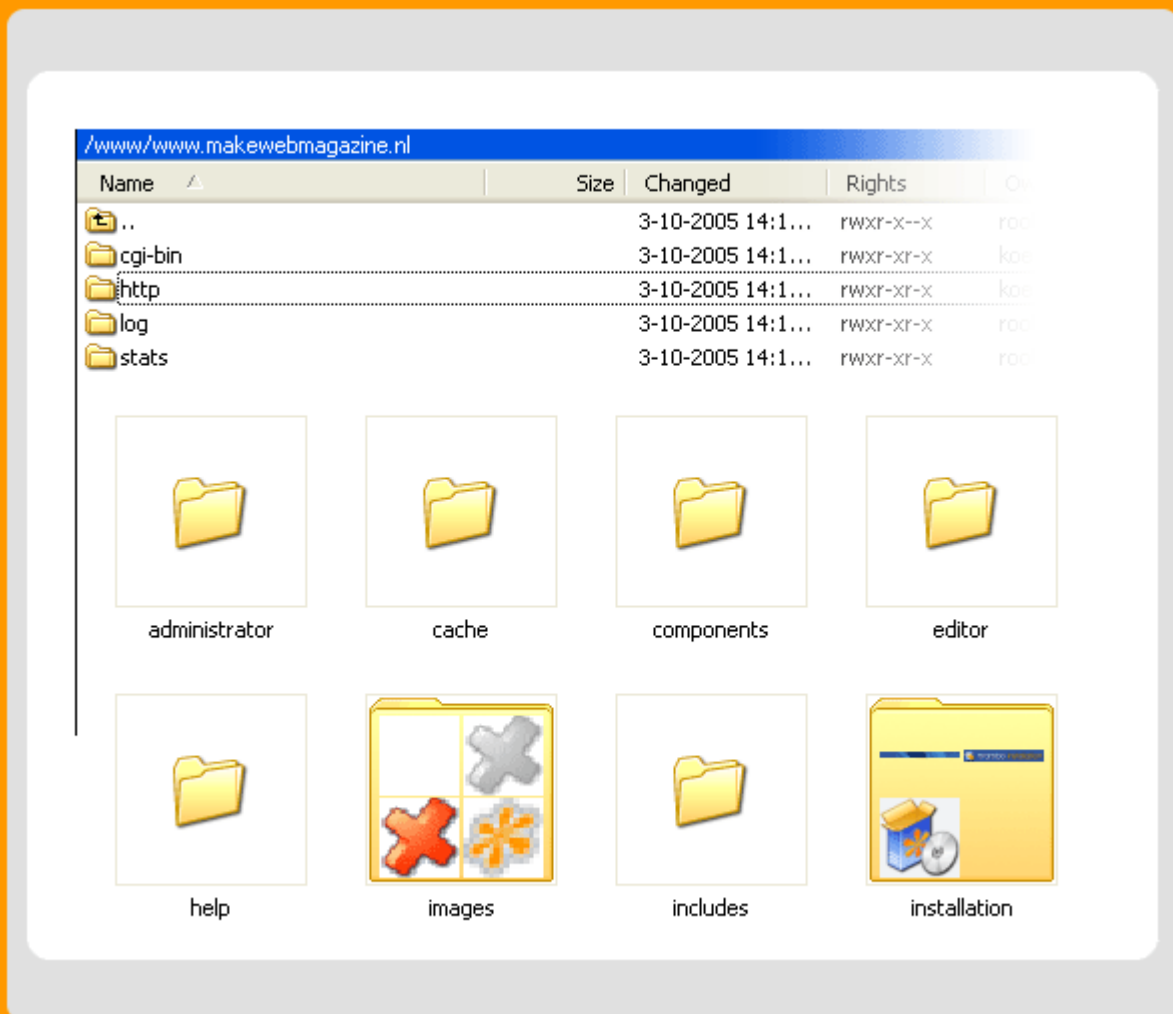 /www/www.makewebmagazine.nl
Name Size Changed Rights
.. 3-10-2005 14:1... rwxr-x--x
cgi-bin 3-10-2005 14:1... rwxr-xr-x
http 3-10-2005 14:1... rwxr-xr-x
log 3-10-2005 14:1... rwxr-xr-x
stats 3-10-2005 14:1... rwxr-xr-x
administrator cache components editor
help images includes installation